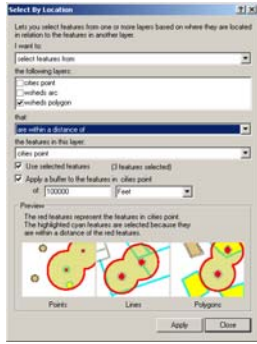 Select By Location
Lets you select features from one or more layers based on where they are located
in relation to the features in another layer.
I want to:
select features from
the following layers:
cities point
wsheds arc
wsheds polygon
that:
are within a distance of
the features in this layer:
cities point
Use selected features (3 features selected)
Apply a buffer to the features in cities point
of: 100000 Feet
Preview
The red features represent the features in cities point.
The highlighted cyan features are selected because they
are within a distance of the red features.
Points Lines Polygons
Apply Close